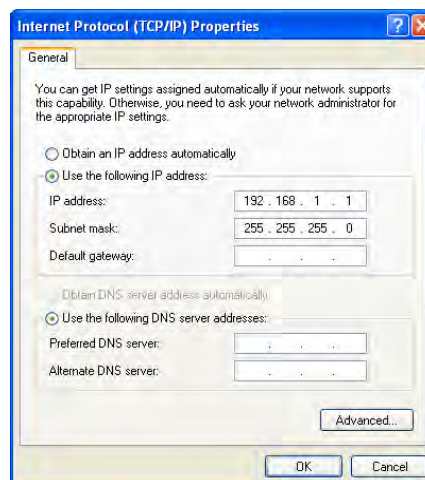 Internet Protocol (TCP/IP) Properties
General
You can get IP settings assigned automatically if your network supports
this capability. Otherwise, you need to ask your network administrator for
the appropriate IP settings.
Obtain an IP address automatically
Use the following IP address:
IP address: 192 . 168 . 1 . 1
Subnet mask: 255 . 255 . 255 . 0
Default gateway: . . .
Obtain DNS server address automatically
Use the following DNS server addresses:
Preferred DNS server: . . .
Alternate DNS server: . . .
Advanced...
OK Cancel